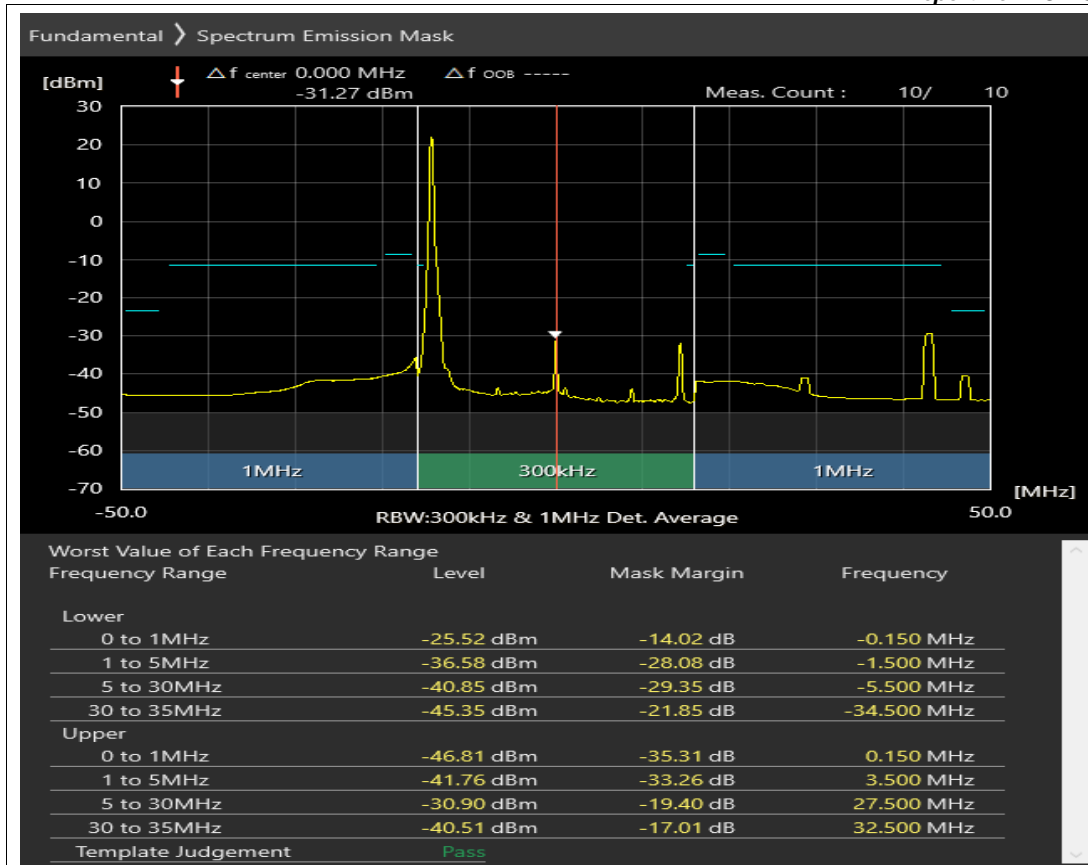 Fundamental ❯ Spectrum Emission Mask
[dBm] △f center 0.000 MHz △f OOB -----
-31.27 dBm Meas. Count : 10/ 10
30
20
10
0
-10
-20
-30
-40
-50
-60
-70
1MHz 300kHz 1MHz
[MHz]
-50.0 RBW:300kHz & 1MHz Det. Average 50.0
Worst Value of Each Frequency Range
Frequency Range Level Mask Margin Frequency
Lower
0 to 1MHz -25.52 dBm -14.02 dB -0.150 MHz
1 to 5MHz -36.58 dBm -28.08 dB -1.500 MHz
5 to 30MHz -40.85 dBm -29.35 dB -5.500 MHz
30 to 35MHz -45.35 dBm -21.85 dB -34.500 MHz
Upper
0 to 1MHz -46.81 dBm -35.31 dB 0.150 MHz
1 to 5MHz -41.76 dBm -33.26 dB 3.500 MHz
5 to 30MHz -30.90 dBm -19.40 dB 27.500 MHz
30 to 35MHz -40.51 dBm -17.01 dB 32.500 MHz
Template Judgement Pass